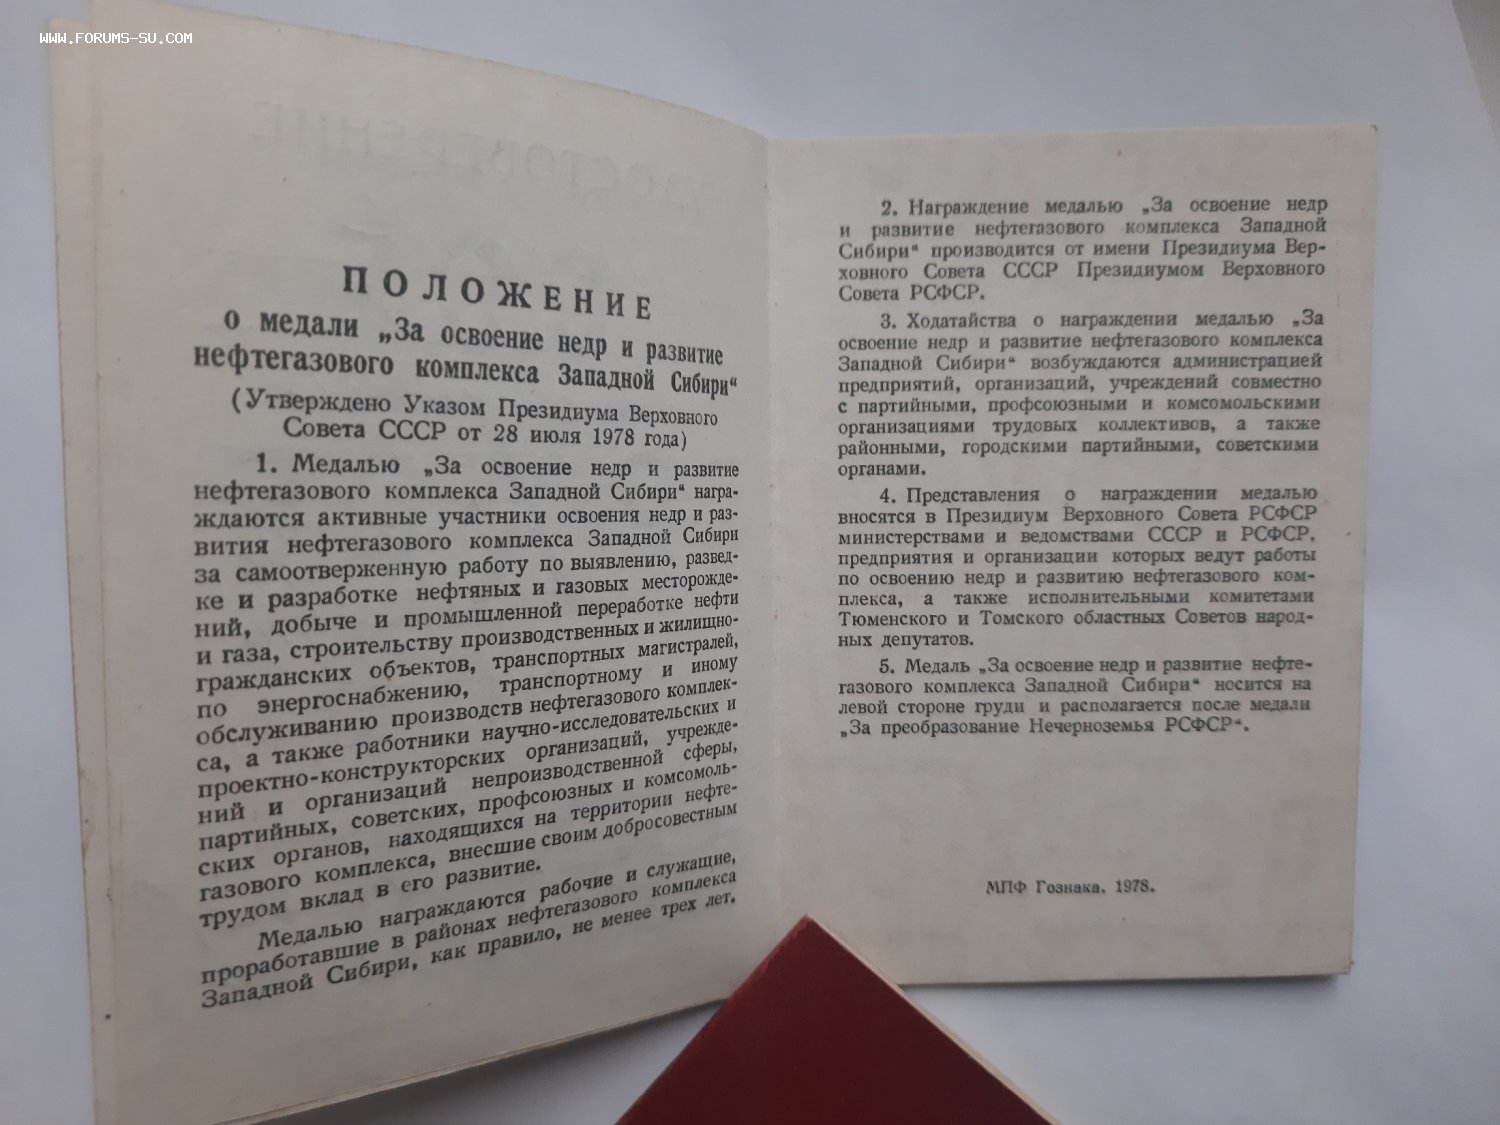 WWW.FORUMS-SU.COM
ПОЛОЖЕНИЕ
о медали „За освоение недр и развитие
нефтегазового комплекса Западной Сибири“
(Утверждено Указом Президиума Верховного
Совета СССР от 28 июля 1978 года)
1. Медалью „За освоение недр и развитие
нефтегазового комплекса Западной Сибири“ награ-
ждаются активные участники освоения недр и раз-
вития нефтегазового комплекса Западной Сибири
за самоотверженную работу по выявлению, развед-
ке и разработке нефтяных и газовых месторожде-
ний, добыче и промышленной переработке нефти
и газа, строительству производственных и жилищно-
гражданских объектов, транспортных магистралей,
по энергоснабжению, транспортному и иному
обслуживанию производств нефтегазового комплек-
са, а также работники научно-исследовательских и
проектно-конструкторских организаций, учрежде-
ний и организаций непроизводственной сферы,
партийных, советских, профсоюзных и комсомоль-
ских органов, находящихся на территории нефте-
газового комплекса, внесшие своим добросовестным
трудом вклад в его развитие.
Медалью награждаются рабочие и служащие,
проработавшие в районах нефтегазового комплекса
Западной Сибири, как правило, не менее трех лет.
2. Награждение медалью „За освоение недр
и развитие нефтегазового комплекса Западной
Сибири“ производится от имени Президиума Вер-
ховного Совета СССР Президиумом Верховного
Совета РСФСР.
3. Ходатайства о награждении медалью „За
освоение недр и развитие нефтегазового комплекса
Западной Сибири“ возбуждаются администрацией
предприятий, организаций, учреждений совместно
с партийными, профсоюзными и комсомольскими
организациями трудовых коллективов, а также
районными, городскими партийными, советскими
органами.
4. Представления о награждении медалью
вносятся в Президиум Верховного Совета РСФСР
министерствами и ведомствами СССР и РСФСР,
предприятия и организации которых ведут работы
по освоению недр и развитию нефтегазового ком-
плекса, а также исполнительными комитетами
Тюменского и Томского областных Советов народ-
ных депутатов.
5. Медаль „За освоение недр и развитие нефте-
газового комплекса Западной Сибири“ носится на
левой стороне груди и располагается после медали
„За преобразование Нечерноземья РСФСР“.
МПФ Гознака. 1978.